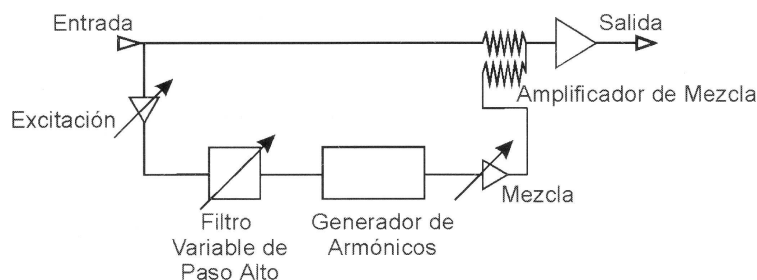 Entrada
Salida
Amplificador de Mezcla
Excitación
Mezcla
Filtro
Variable de
Paso Alto
Generador de
Armónicos